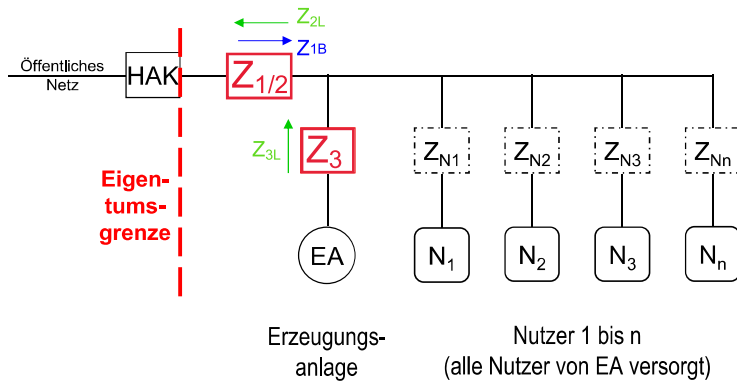 Z2L
Z1B
Öffentliches
Netz
HAK
Z1/2
Z3L
Z3
ZN1
ZN2
ZN3
ZNn
Eigen-
tums-
grenze
EA
N1
N2
N3
Nn
Erzeugungs-
anlage
Nutzer 1 bis n
(alle Nutzer von EA versorgt)